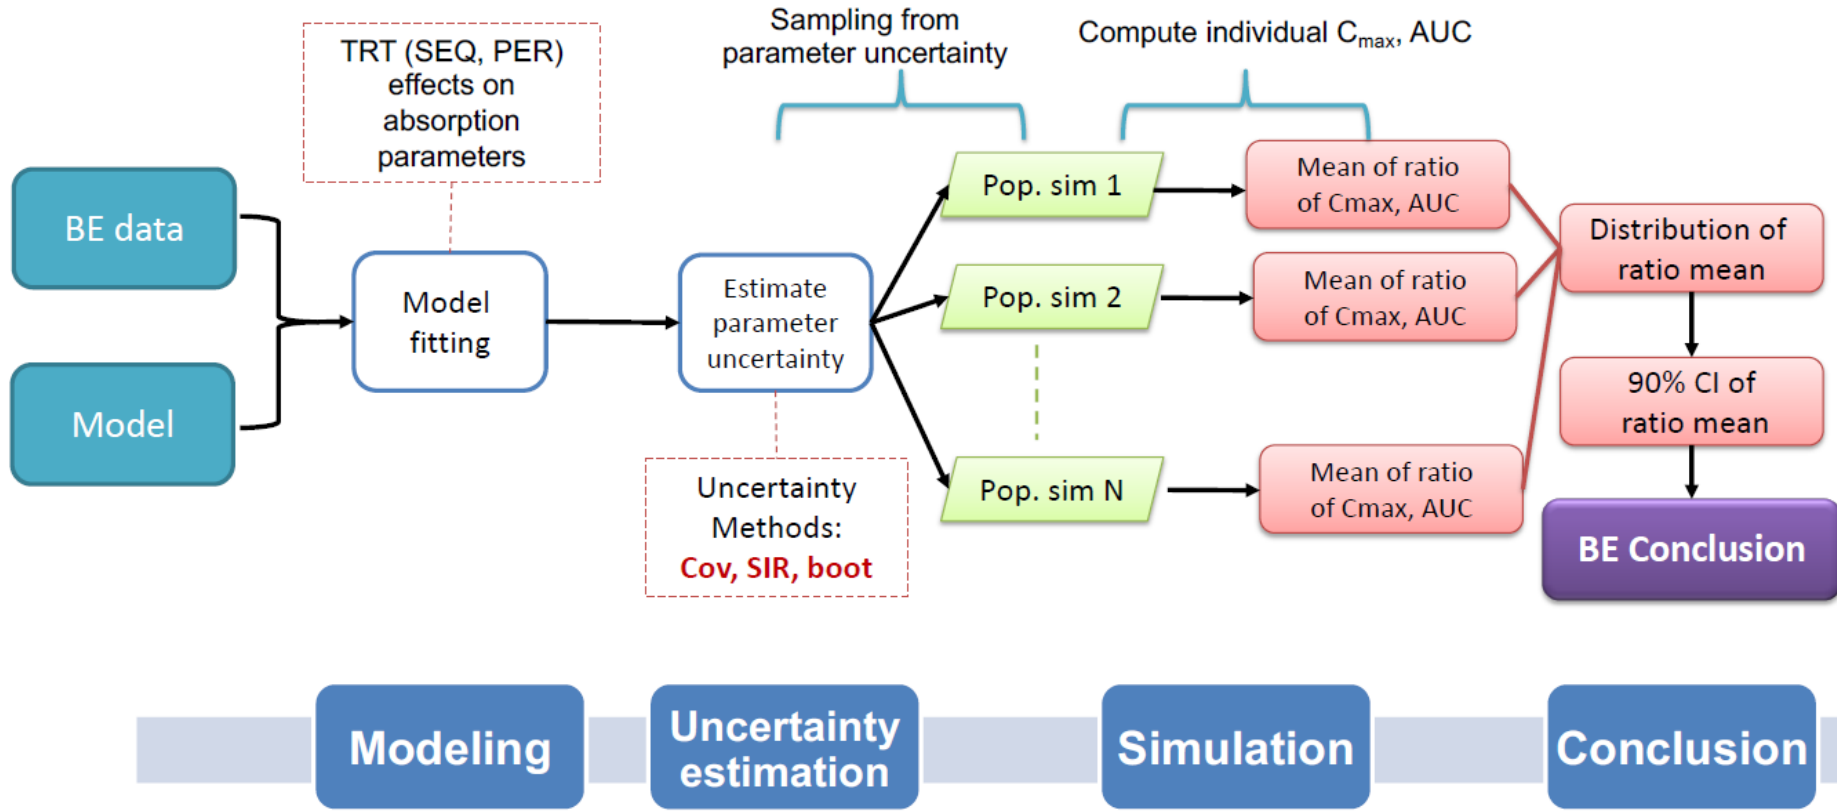 TRT (SEQ, PER)
effects on
absorption
parameters
Sampling from
parameter uncertainty
Compute individual Cmax, AUC
BE data
Model
Model
fitting
Estimate
parameter
uncertainty
Uncertainty
Methods:
Cov, SIR, boot
Pop. sim 1
Pop. sim 2
Pop. sim N
Mean of ratio
of Cmax, AUC
Mean of ratio
of Cmax, AUC
Mean of ratio
of Cmax, AUC
Distribution of
ratio mean
90% CI of
ratio mean
BE Conclusion
Modeling
Uncertainty
estimation
Simulation
Conclusion